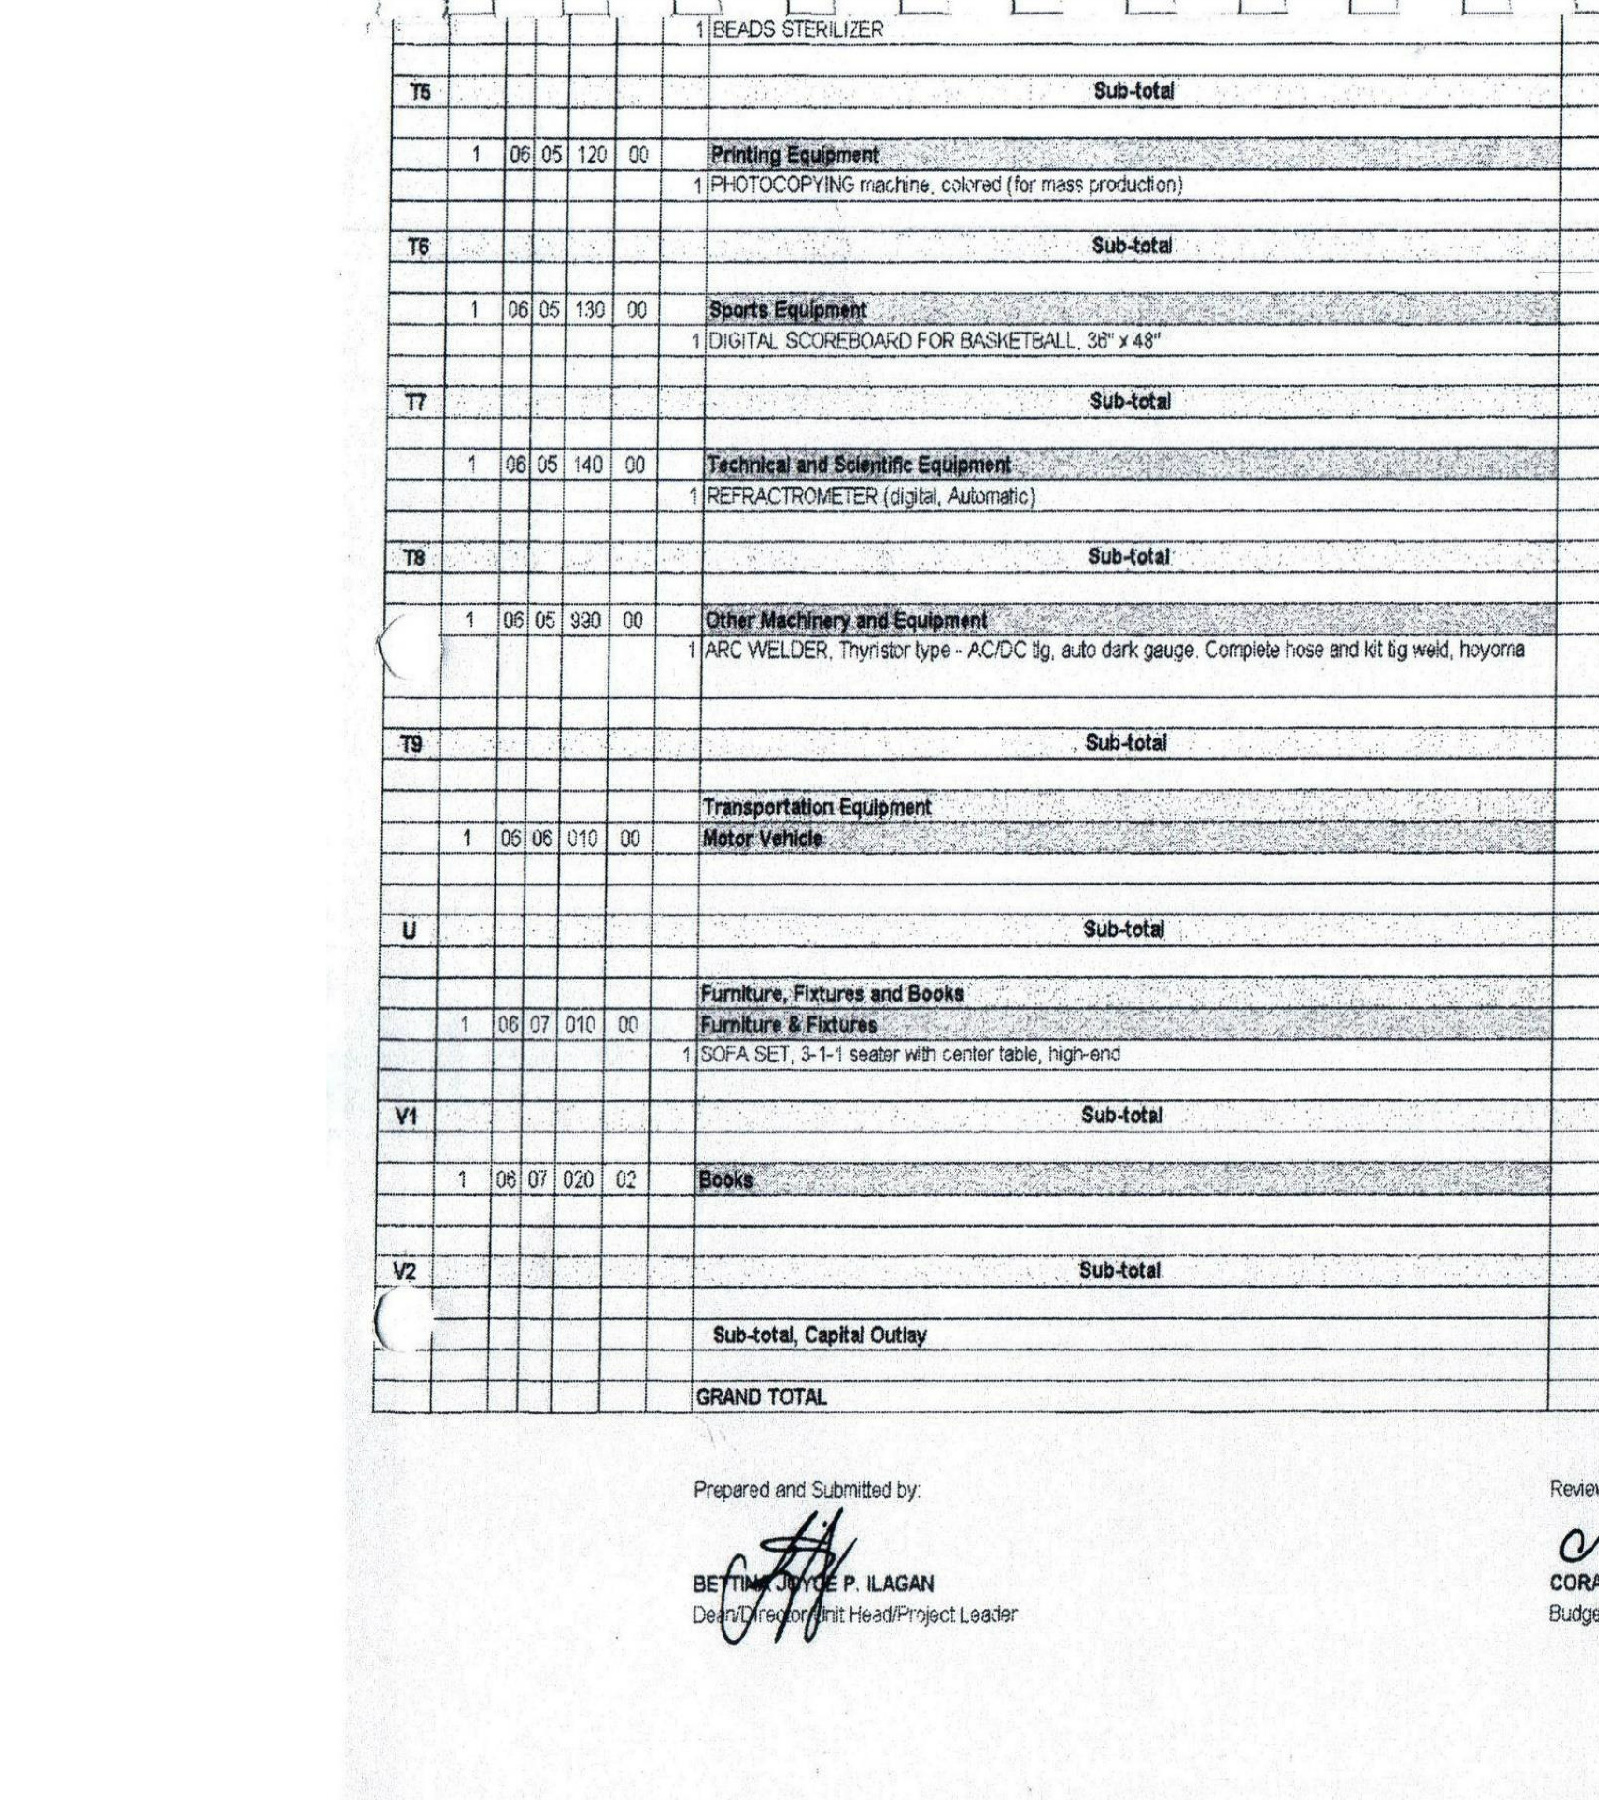 1 BEADS STERILIZER
T5 Sub-total
1 06 05 120 00 Printing Equipment
1 PHOTOCOPYING machine, colored (for mass production)
T6 Sub-total
1 06 05 130 00 Sports Equipment
1 DIGITAL SCOREBOARD FOR BASKETBALL, 36" x 48"
T7 Sub-total
1 06 05 140 00 Technical and Scientific Equipment
1 REFRACTROMETER (digital, Automatic)
T8 Sub-total
1 06 05 990 00 Other Machinery and Equipment
1 ARC WELDER, Thyristor type - AC/DC tig, auto dark gauge. Complete hose and kit tig weld, hoyoma
T9 Sub-total
Transportation Equipment
1 06 06 010 00 Motor Vehicle
U Sub-total
Furniture, Fixtures and Books
1 06 07 010 00 Furniture & Fixtures
1 SOFA SET, 3-1-1 seater with center table, high-end
V1 Sub-total
1 06 07 020 02 Books
V2 Sub-total
Sub-total, Capital Outlay
GRAND TOTAL
Prepared and Submitted by: Review
BETTINA JOYCE P. ILAGAN CORA
Dean/Director/Unit Head/Project Leader Budge